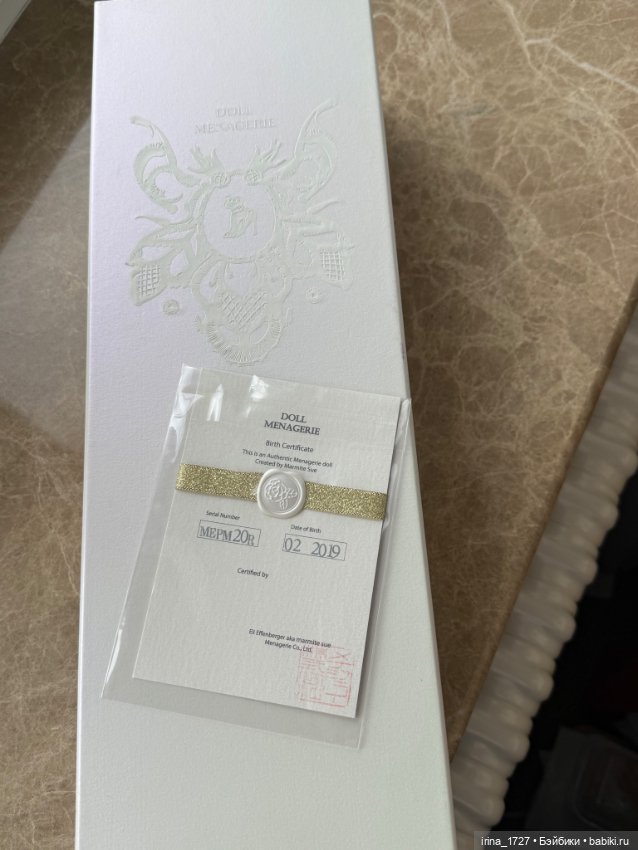 DOLL
MENAGERIE
DOLL
MENAGERIE
Birth Certificate
This is an Authentic Menagerie doll
Created by Marmite Sue
Serial Number
Date of Birth
MEPM20R
02 2019
Certified by
Eli Effenberger aka marmite sue
Menagerie Co., Ltd.
irina_1727 • Бэйбики • babiki.ru